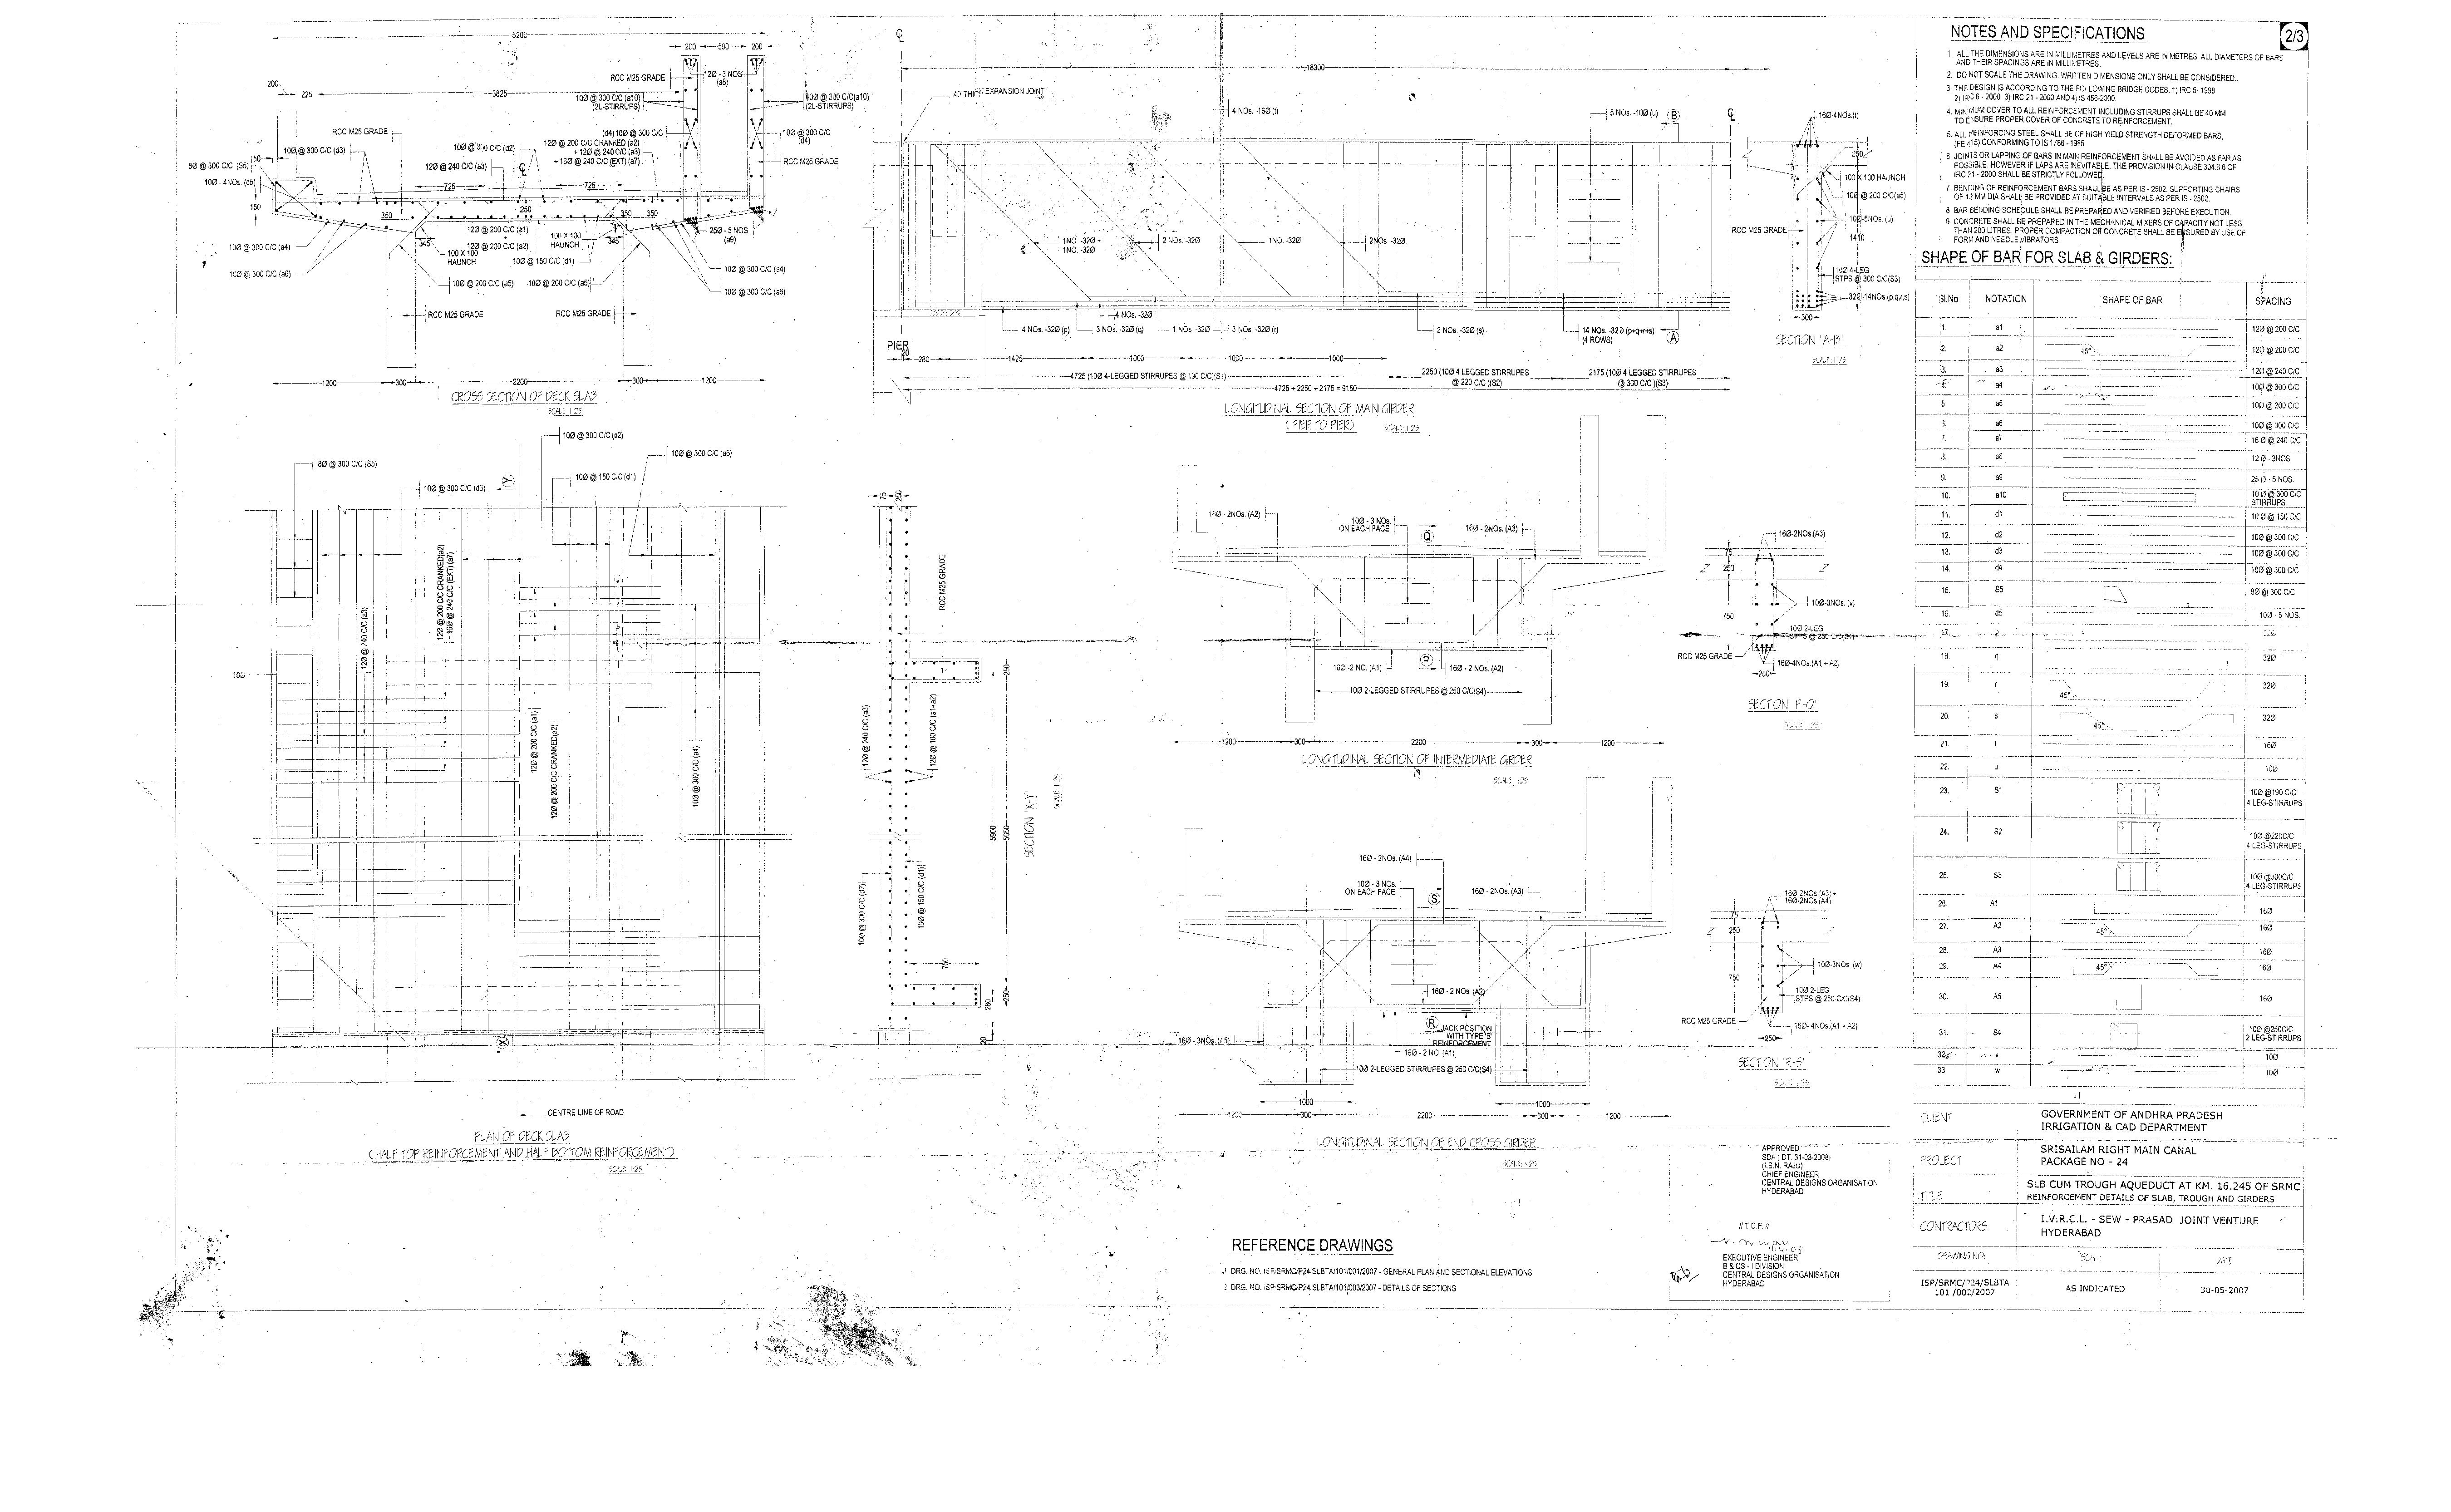 5200
200 500 200
120 - 3 NOS
(a8)
RCC M25 GRADE
200
225
3825
10Ø @ 300 C/C (a10)
(2L-STIRRUPS)
10Ø @ 300 C/C(a10)
(2L-STIRRUPS)
RCC M25 GRADE
(d4) 10Ø @ 300 C/C
10Ø @ 300 C/C
(d4)
10Ø @ 300 C/C (d3)
12Ø @ 200 C/C CRANKED (a2)
+ 12Ø @ 240 C/C (a3)
+ 16Ø @ 240 C/C (EXT) (a7)
12Ø @ 240 C/C (a3)
RCC M25 GRADE
50
8Ø @ 300 C/C (S5)
10Ø - 4NOs. (d5)
150
725
725
350
250
350
350
345
345
12Ø @ 200 C/C (a1)
12Ø @ 200 C/C (a2)
100 X 100
HAUNCH
100 X 100
HAUNCH
10Ø @ 150 C/C (d1)
25Ø - 5 NOS.
(a9)
10Ø @ 300 C/C (a4)
10Ø @ 300 C/C (a6)
10Ø @ 300 C/C (a4)
10Ø @ 300 C/C (a6)
10Ø @ 200 C/C (a5)
10Ø @ 200 C/C (a5)
RCC M25 GRADE
RCC M25 GRADE
1200 300 2200 300 1200
CROSS SECTION OF DECK SLAB
SCALE 1:25
18300
40 THICK EXPANSION JOINT
4 NOS. -16Ø (t)
5 NOS. -10Ø (u)
B
1NO. -32Ø +
1NO. -32Ø
2 NOs. -32Ø
1NO. -32Ø
2NOs. -32Ø
4 NOs. -32Ø
4 NOs. -32Ø (p)
3 NOs. -32Ø (q)
1 NOS. -32Ø
3 NOs. -32Ø (r)
2 NOs. -32Ø (s)
14 NOS. -32Ø (p+q+r+s)
(4 ROWS)
A
PIER
20
280
1425
1000
1000
1000
4725 (10Ø 4-LEGGED STIRRUPES @ 190 C/C)(S1)
2250 (10Ø 4 LEGGED STIRRUPES
@ 220 C/C )(S2)
2175 (10Ø 4 LEGGED STIRRUPES
@ 300 C/C )(S3)
4725 + 2250 + 2175 = 9150
LONGITUDINAL SECTION OF MAIN GIRDER
( PIER TO PIER)
SCALE: 1:25
16Ø-4NOs.(t)
250
100 X 100 HAUNCH
10Ø @ 200 C/C(a5)
10Ø-5NOs. (u)
RCC M25 GRADE
1410
10Ø 4-LEG
STPS @ 300 C/C(S3)
32Ø-14NOs.(p,q,r,s)
300
SECTION 'A-B'
SCALE: 1:25
8Ø @ 300 C/C (S5)
10Ø @ 300 C/C (d3)
Y
10Ø @ 300 C/C (d2)
10Ø @ 150 C/C (d1)
10Ø @ 300 C/C (a6)
12Ø @ 240 C/C (a3)
12Ø @ 200 C/C CRANKED(a2)
+ 16Ø @ 240 C/C (EXT) (a7)
12Ø @ 200 C/C (a1)
12Ø @ 200 C/C CRANKED(a2)
10Ø @ 300 C/C (a4)
X
CENTRE LINE OF ROAD
PLAN OF DECK SLAB
(HALF TOP REINFORCEMENT AND HALF BOTTOM REINFORCEMENT)
SCALE 1:25
75
250
RCC M25 GRADE
250
12Ø @ 240 C/C (a3)
12Ø @ 100 C/C (a1+a2)
5900
5650
10Ø @ 300 C/C (d2)
10Ø @ 150 C/C (d1)
750
250
280
20
SECTION 'X-Y'
SCALE 1:25
16Ø - 2NOs. (A2)
10Ø - 3 NOS.
ON EACH FACE
16Ø - 2NOs. (A3)
Q
16Ø - 2 NO. (A1)
P
16Ø - 2 NOs. (A2)
10Ø 2-LEGGED STIRRUPES @ 250 C/C(S4)
1200 300 2200 300 1200
LONGITUDINAL SECTION OF INTERMEDIATE GIRDER
SCALE 1:25
16Ø-2NOs.(A3)
75
250
10Ø-3NOs. (v)
750
10Ø 2-LEG
STPS @ 250 C/C(S4)
RCC M25 GRADE
16Ø-4NOs.(A1 + A2)
250
SECTION 'P-Q'
16Ø - 2NOs. (A4)
10Ø - 3 NOs.
ON EACH FACE
16Ø - 2NOs. (A3)
S
16Ø - 2 NOs. (A2)
R
JACK POSITION
WITH TYPE 'B'
REINFORCEMENT
16Ø - 2 NO. (A1)
10Ø 2-LEGGED STIRRUPES @ 250 C/C(S4)
1000
1000
1200 300 2200 300 1200
LONGITUDINAL SECTION OF END CROSS GIRDER
SCALE: 1:25
16Ø-2NOs.(A3) +
16Ø-2NOs.(A4)
75
250
10Ø-3NOs. (w)
750
10Ø 2-LEG
STPS @ 250 C/C(S4)
RCC M25 GRADE
16Ø- 4NOs.(A1 + A2)
250
SECTION 'R-S'
REFERENCE DRAWINGS
1. DRG. NO. ISP/SRMC/P24/SLBTA/101/001/2007 - GENERAL PLAN AND SECTIONAL ELEVATIONS
2. DRG. NO. ISP/SRMC/P24/SLBTA/101/003/2007 - DETAILS OF SECTIONS
APPROVED
SD/- ( DT. 31-03-2008)
(I.S.N. RAJU)
CHIEF ENGINEER
CENTRAL DESIGNS ORGANISATION
HYDERABAD
// T.C.F. //
EXECUTIVE ENGINEER
B & CS - I DIVISION
CENTRAL DESIGNS ORGANISATION
HYDERABAD
NOTES AND SPECIFICATIONS
2/3
1. ALL THE DIMENSIONS ARE IN MILLIMETRES AND LEVELS ARE IN METRES. ALL DIAMETERS OF BARS
AND THEIR SPACINGS ARE IN MILLIMETRES.
2. DO NOT SCALE THE DRAWING. WRITTEN DIMENSIONS ONLY SHALL BE CONSIDERED.
3. THE DESIGN IS ACCORDING TO THE FOLLOWING BRIDGE CODES. 1) IRC 5- 1998
2) IRC 6 - 2000 3) IRC 21 - 2000 AND 4) IS 456-2000.
4. MINIMUM COVER TO ALL REINFORCEMENT INCLUDING STIRRUPS SHALL BE 40 MM
TO ENSURE PROPER COVER OF CONCRETE TO REINFORCEMENT.
5. ALL REINFORCING STEEL SHALL BE OF HIGH YIELD STRENGTH DEFORMED BARS,
(FE 415) CONFORMING TO IS 1786 - 1985
6. JOINTS OR LAPPING OF BARS IN MAIN REINFORCEMENT SHALL BE AVOIDED AS FAR AS
POSSIBLE. HOWEVER IF LAPS ARE INEVITABLE, THE PROVISION IN CLAUSE 304.6.6 OF
IRC 21 - 2000 SHALL BE STRICTLY FOLLOWED.
7. BENDING OF REINFORCEMENT BARS SHALL BE AS PER IS - 2502. SUPPORTING CHAIRS
OF 12 MM DIA SHALL BE PROVIDED AT SUITABLE INTERVALS AS PER IS - 2502.
8 BAR BENDING SCHEDULE SHALL BE PREPARED AND VERIFIED BEFORE EXECUTION
9. CONCRETE SHALL BE PREPARED IN THE MECHANICAL MIXERS OF CAPACITY NOT LESS
THAN 200 LITRES. PROPER COMPACTION OF CONCRETE SHALL BE ENSURED BY USE OF
FORM AND NEEDLE VIBRATORS.
SHAPE OF BAR FOR SLAB & GIRDERS:
Sl.No NOTATION SHAPE OF BAR SPACING
1. a1 12Ø @ 200 C/C
2. a2 45° 12Ø @ 200 C/C
3. a3 12Ø @ 240 C/C
a4 10Ø @ 300 C/C
5. a5 10Ø @ 200 C/C
a6 10Ø @ 300 C/C
7. a7 16 Ø @ 240 C/C
12 Ø - 3NOS.
9. a9 25 Ø - 5 NOS.
10. a10 10 Ø @ 300 C/C
STIRRUPS
11. d1 10 Ø @ 150 C/C
12. d2 10Ø @ 300 C/C
13. d3 10Ø @ 300 C/C
14. d4 10Ø @ 300 C/C
15. S5 8Ø @ 300 C/C
16. d5 10Ø - 5 NOS.
17.
18. q 32Ø
19. r 45° 32Ø
20. s 45° 32Ø
21. t 16Ø
22. u 10Ø
23. S1 10Ø @190 C/C
4 LEG-STIRRUPS
24. S2 10Ø @220C/C
4 LEG-STIRRUPS
25. S3 10Ø @300C/C
4 LEG-STIRRUPS
26. A1 16Ø
27. A2 45° 16Ø
28. A3 16Ø
29. A4 45° 16Ø
30. A5 16Ø
31. S4 10Ø @250C/C
2 LEG-STIRRUPS
32. v 10Ø
33. w 10Ø
CLIENT GOVERNMENT OF ANDHRA PRADESH
IRRIGATION & CAD DEPARTMENT
PROJECT SRISAILAM RIGHT MAIN CANAL
PACKAGE NO - 24
TITLE SLB CUM TROUGH AQUEDUCT AT KM. 16.245 OF SRMC
REINFORCEMENT DETAILS OF SLAB, TROUGH AND GIRDERS
CONTRACTORS I.V.R.C.L. - SEW - PRASAD JOINT VENTURE
HYDERABAD
DRAWING NO: DATE
ISP/SRMC/P24/SLBTA
101 /002/2007
AS INDICATED
30-05-2007